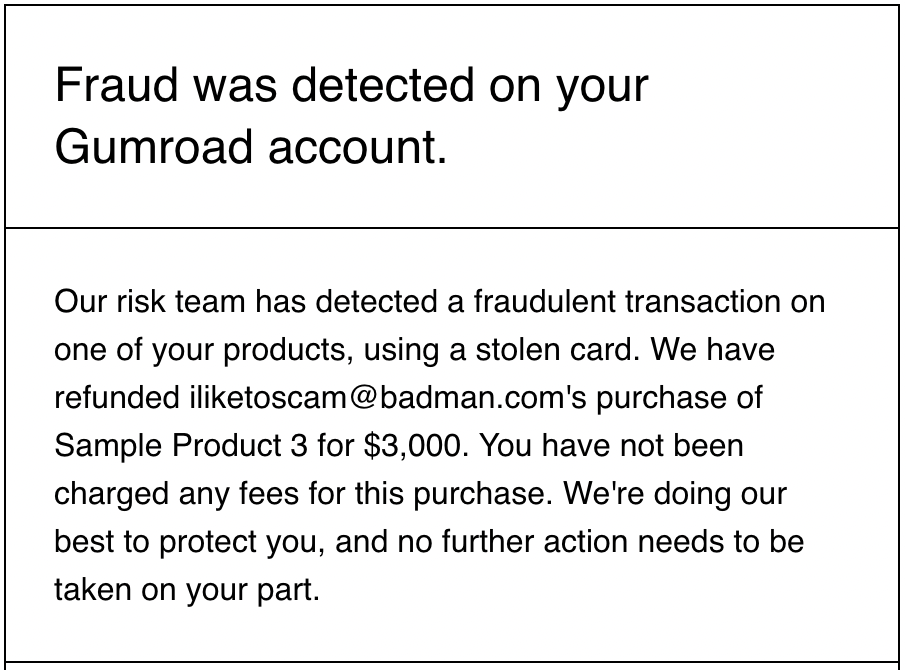 Fraud was detected on your
Gumroad account.
Our risk team has detected a fraudulent transaction on
one of your products, using a stolen card. We have
refunded iliketoscam@badman.com's purchase of
Sample Product 3 for $3,000. You have not been
charged any fees for this purchase. We're doing our
best to protect you, and no further action needs to be
taken on your part.